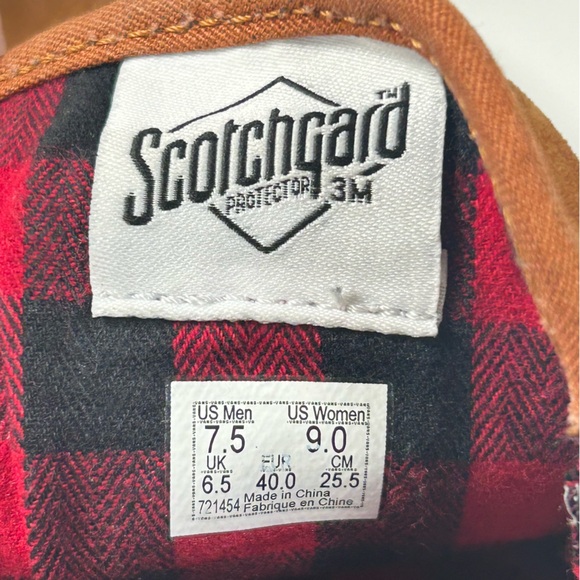 Scotchgard™
PROTECTOR 3M
US Men US Women
7.5 9.0
UK EUR CM
6.5 40.0 25.5
721454 Made in China
Fabrique en Chine